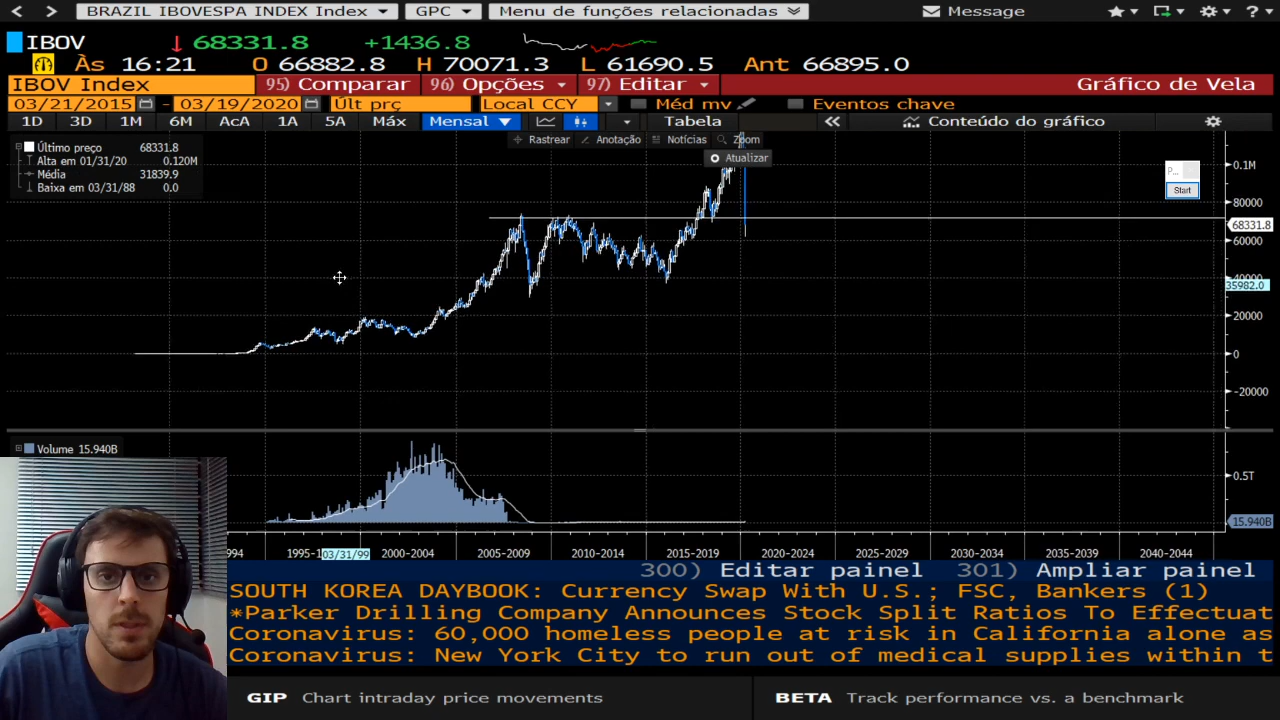 BRAZIL IBOVESPA INDEX Index GPC Menu de funções relacionadas Message ?
IBOV ↓ 68331.8 +1436.8
Às 16:21 O 66882.8 H 70071.3 L 61690.5 Ant 66895.0
IBOV Index 95) Comparar 96) Opções 97) Editar Gráfico de Vela
03/21/2015 - 03/19/2020 Últ prç Local CCY Méd mv Eventos chave
1D 3D 1M 6M AcA 1A 5A Máx Mensal ▼ Tabela Conteúdo do gráfico
Rastrear Anotação Notícias Zoom
Atualizar
Último preço 68331.8
Alta em 01/31/20 0.120M
Média 31839.9
Baixa em 03/31/88 0.0
P...
Start
0.1M
80000
68331.8
60000
40000
35982.0
20000
0
-20000
Volume 15.940B
0.5T
15.940B
994 1995-1 03/31/99 2000-2004 2005-2009 2010-2014 2015-2019 2020-2024 2025-2029 2030-2034 2035-2039 2040-2044
300) Editar painel 301) Ampliar painel
SOUTH KOREA DAYBOOK: Currency Swap With U.S.; FSC, Bankers (1)
*Parker Drilling Company Announces Stock Split Ratios To Effectuat
Coronavirus: 60,000 homeless people at risk in California alone as
Coronavirus: New York City to run out of medical supplies within t
GIP Chart intraday price movements BETA Track performance vs. a benchmark